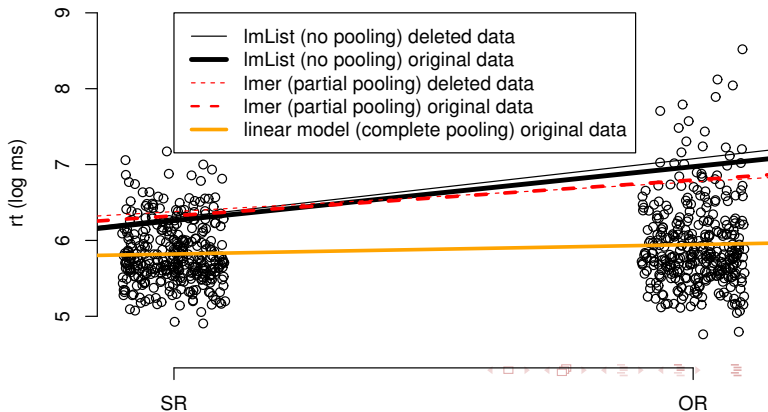 9
8
7
6
5
rt (log ms)
lmList (no pooling) deleted data
lmList (no pooling) original data
lmer (partial pooling) deleted data
lmer (partial pooling) original data
linear model (complete pooling) original data
SR
OR